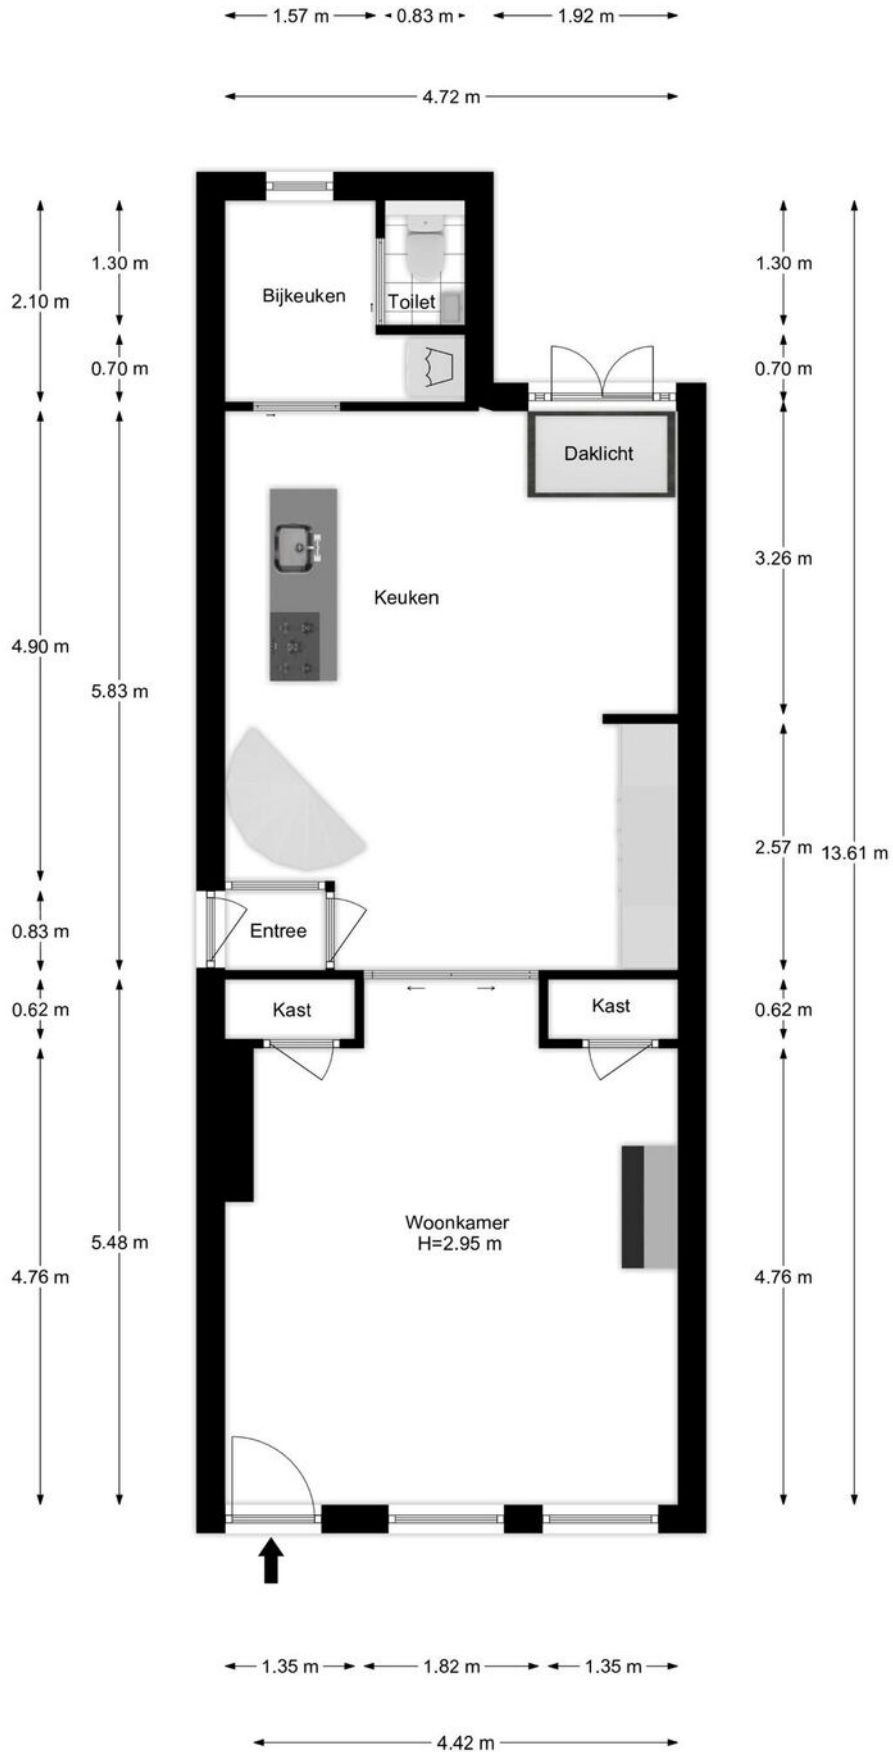 1.57 m 0.83 m 1.92 m
4.72 m
1.30 m 1.30 m
2.10 m Bijkeuken Toilet
0.70 m 0.70 m
Daklicht
3.26 m
Keuken
4.90 m
5.83 m
2.57 m 13.61 m
0.83 m Entree
0.62 m Kast Kast 0.62 m
Woonkamer
H=2.95 m
5.48 m
4.76 m 4.76 m
1.35 m 1.82 m 1.35 m
4.42 m